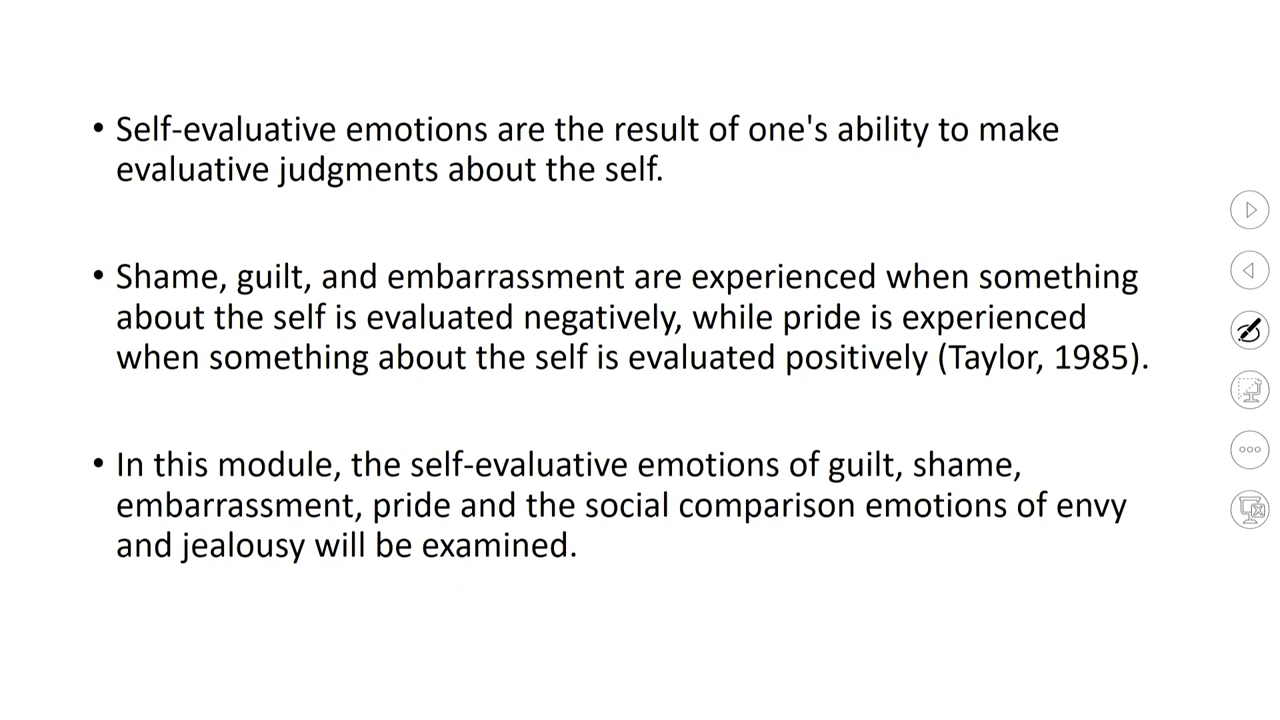 • Self-evaluative emotions are the result of one's ability to make
evaluative judgments about the self.
• Shame, guilt, and embarrassment are experienced when something
about the self is evaluated negatively, while pride is experienced
when something about the self is evaluated positively (Taylor, 1985).
• In this module, the self-evaluative emotions of guilt, shame,
embarrassment, pride and the social comparison emotions of envy
and jealousy will be examined.